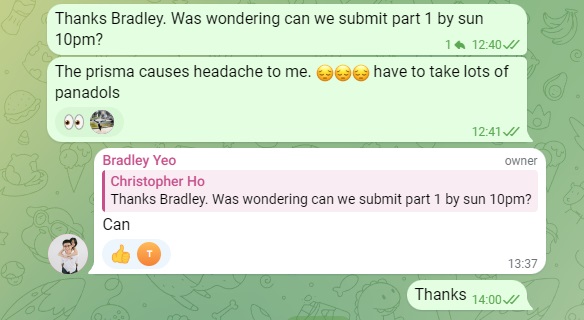 Thanks Bradley. Was wondering can we submit part 1 by sun
10pm?
1 12:40
The prisma causes headache to me. 😔😔😔 have to take lots of
panadols
12:41
Bradley Yeo owner
Christopher Ho
Thanks Bradley. Was wondering can we submit part 1 by sun 10pm?
Can
T
13:37
Thanks 14:00